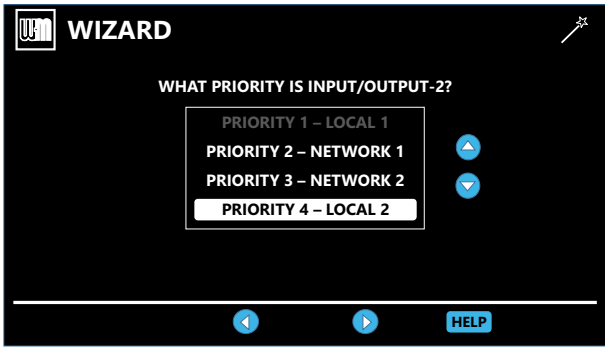 WM WIZARD
WHAT PRIORITY IS INPUT/OUTPUT-2?
PRIORITY 1 – LOCAL 1
PRIORITY 2 – NETWORK 1
PRIORITY 3 – NETWORK 2
PRIORITY 4 – LOCAL 2
HELP